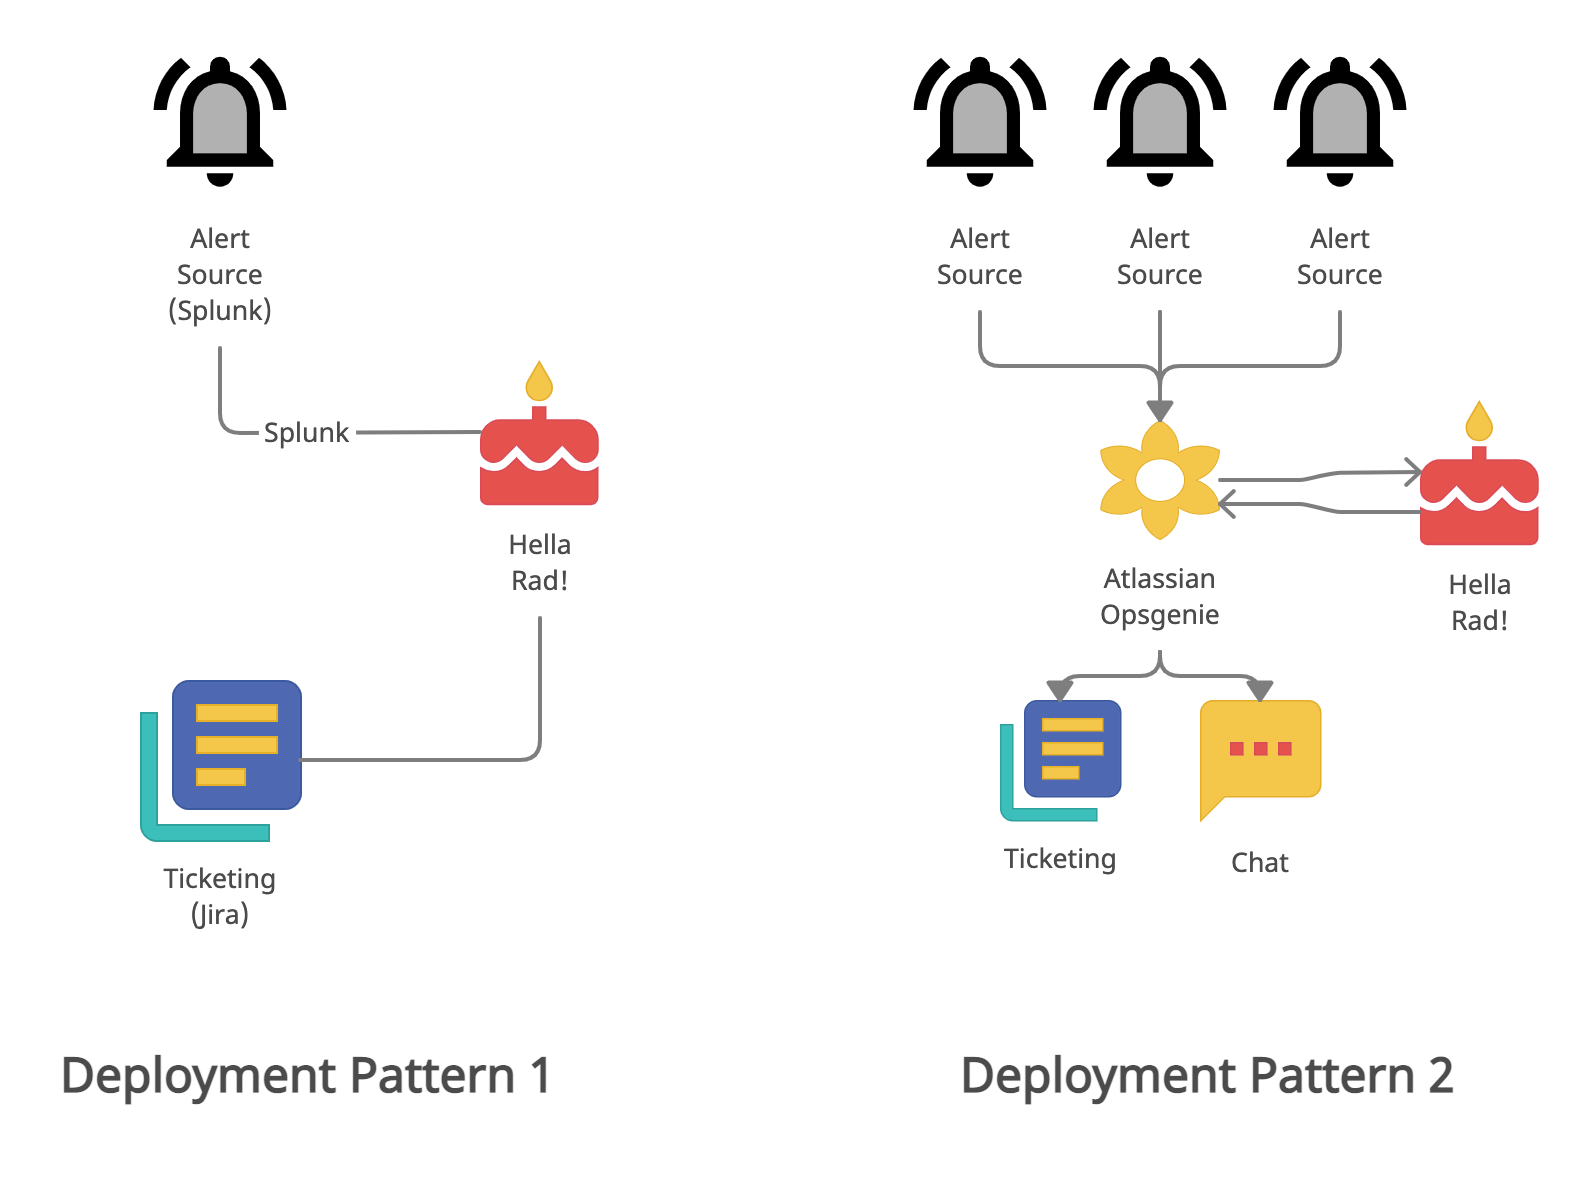 Alert
Source
(Splunk)
Splunk
Hella
Rad!
Ticketing
(Jira)
Deployment Pattern 1
Alert
Source
Alert
Source
Alert
Source
Atlassian
Opsgenie
Hella
Rad!
Ticketing
Chat
Deployment Pattern 2